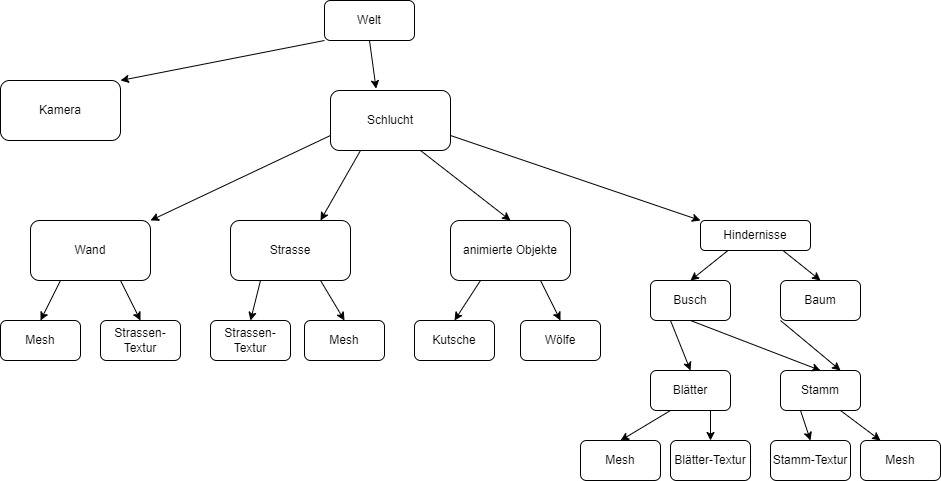 Welt
Kamera
Schlucht
Wand
Strasse
animierte Objekte
Hindernisse
Mesh
Strassen-
Textur
Strassen-
Textur
Mesh
Kutsche
Wölfe
Busch
Baum
Blätter
Stamm
Mesh
Blätter-Textur
Stamm-Textur
Mesh